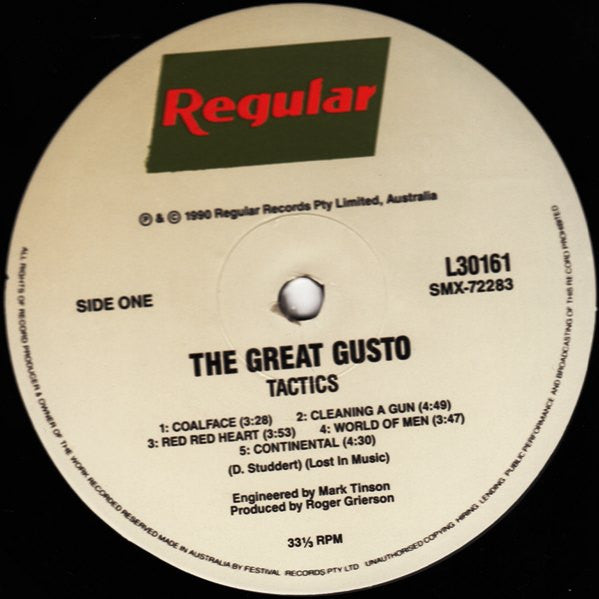 Regular
Ⓟ & © 1990 Regular Records Pty Limited, Australia
L30161
SMX-72283
SIDE ONE
THE GREAT GUSTO
TACTICS
1: COALFACE (3:28) 2: CLEANING A GUN (4:49)
3: RED RED HEART (3:53) 4: WORLD OF MEN (3:47)
5: CONTINENTAL (4:30)
(D. Studdert) (Lost In Music)
Engineered by Mark Tinson
Produced by Roger Grierson
33⅓ RPM
ALL RIGHTS OF RECORD PRODUCER & OWNER OF THE WORK RECORDED RESERVED MADE IN AUSTRALIA BY FESTIVAL RECORDS PTY LTD UNAUTHORISED COPYING HIRING, LENDING PUBLIC PERFORMANCE AND BROADCASTING OF THIS RECORD PROHIBITED